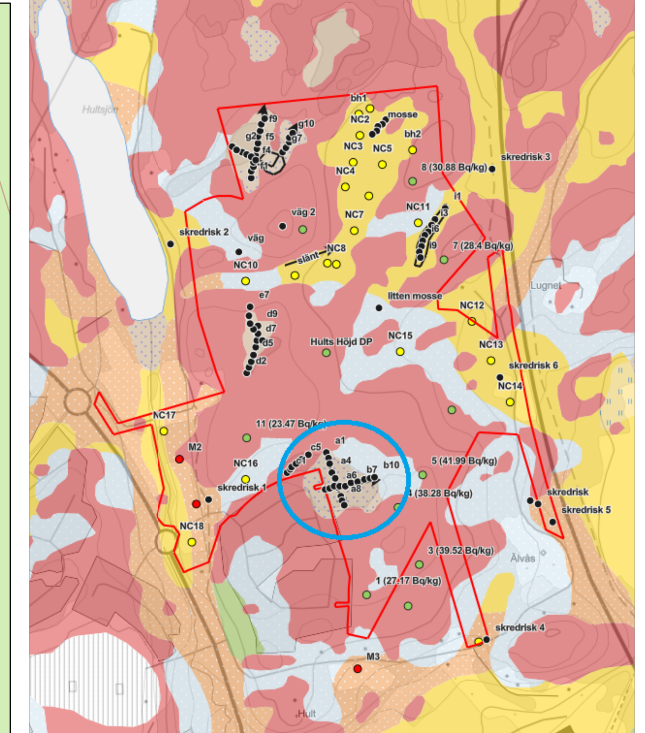 bh1
f9
mosse
Hultsjön
g10
NC2
g2
f5
g7
bh2
f4
NC3
NC5
8 (30.88 Bq/kg)
skredrisk 3
NC4
i1
NC11
väg 2
i3
NC7
i6
skredrisk 2
i9
7 (28.4 Bq/kg)
väg
NC8
slänt
NC10
Lugnet
e7
litten mosse
NC12
d9
d7
Hults Höjd DP
NC15
d5
NC13
d2
skredrisk 6
NC14
NC17
11 (23.47 Bq/kg)
a1
c5
M2
a4
b10
5 (41.99 Bq/kg)
NC16
a6
b7
skredrisk 1
a8
4 (38.28 Bq/kg)
skredrisk
skredrisk 5
NC18
3 (39.52 Bq/kg)
Älvås
1 (27.17 Bq/kg)
skredrisk 4
M3
Hult